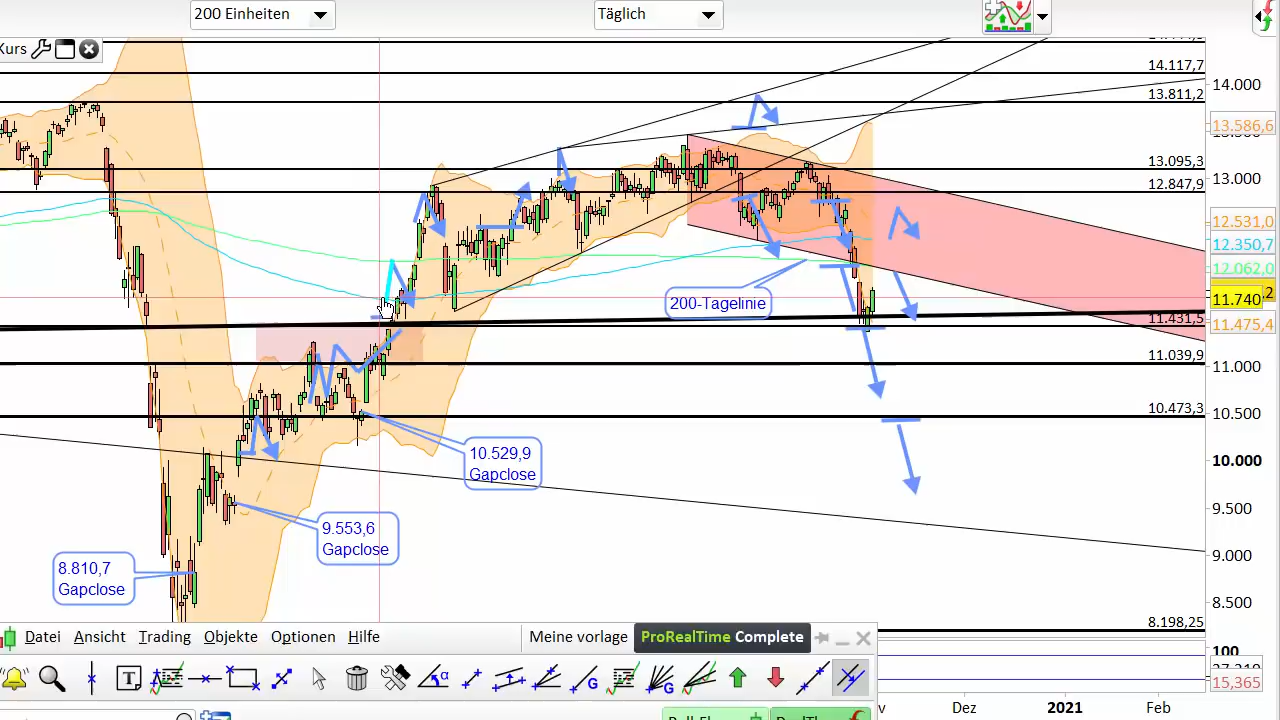 200 Einheiten
Täglich
Kurs
14.117,7
13.811,2
13.095,3
12.847,9
11.431,5
11.039,9
10.473,3
8.198,25
14.000
13.586,6
13.000
12.531,0
12.350,7
12.062,0
11.740
11.475,4
11.000
10.500
10.000
9.500
9.000
8.500
100
15,365
200-Tagelinie
10.529,9
Gapclose
9.553,6
Gapclose
8.810,7
Gapclose
Datei Ansicht Trading Objekte Optionen Hilfe
Meine vorlage
ProRealTime Complete
Dez
2021
Feb